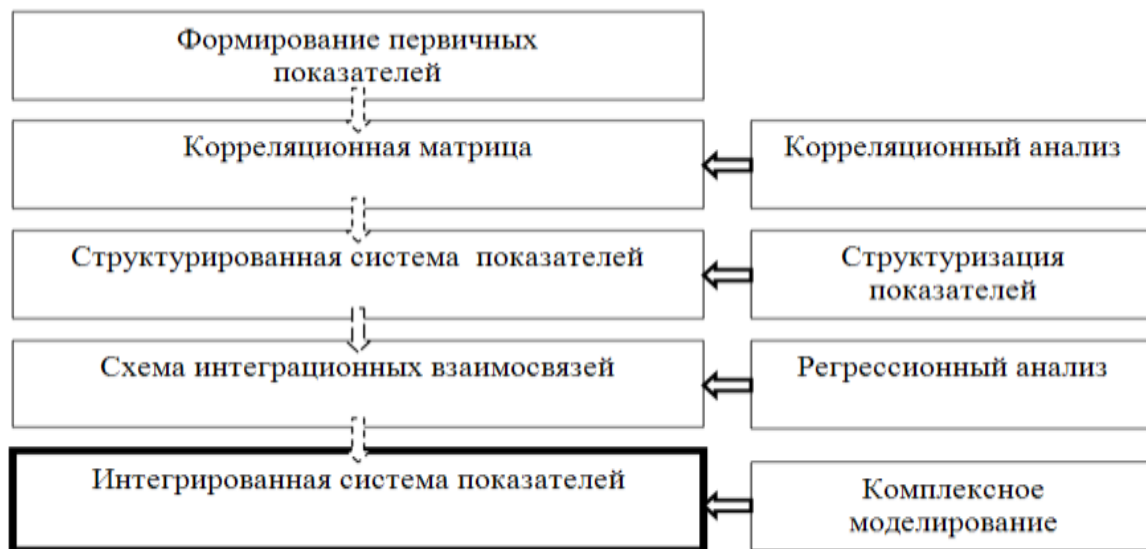 Формирование первичных
показателей
Корреляционная матрица
Корреляционный анализ
Структурированная система показателей
Структуризация
показателей
Схема интеграционных взаимосвязей
Регрессионный анализ
Интегрированная система показателей
Комплексное
моделирование